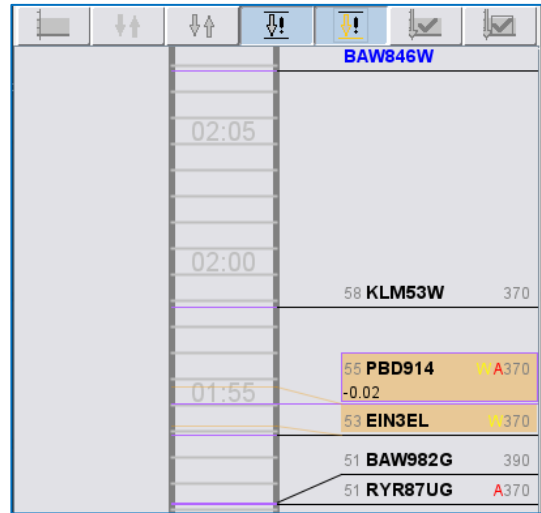 BAW846W
02:05
02:00
58 KLM53W 370
55 PBD914 WA370
-0.02
01:55
53 EIN3EL W370
51 BAW982G 390
51 RYR87UG A370